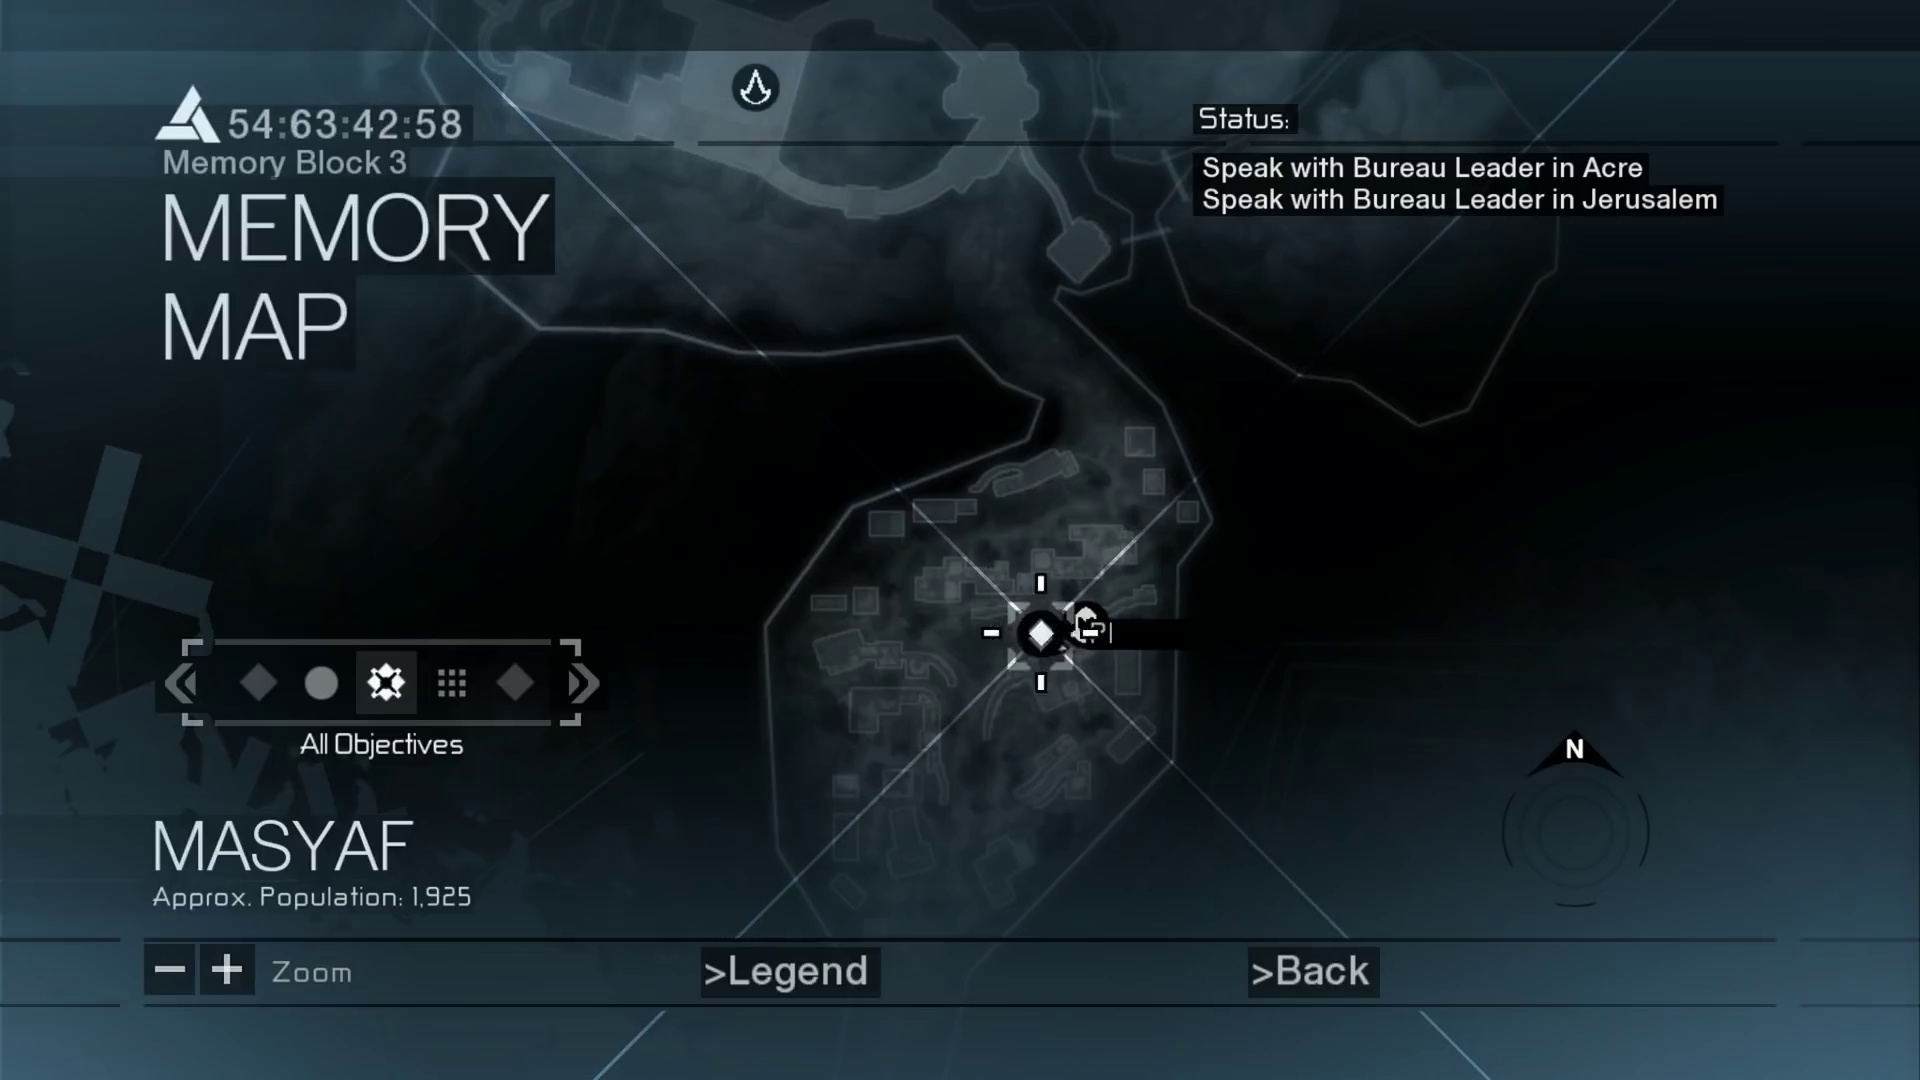 54:63:42:58
Memory Block 3
MEMORY
MAP
Status:
Speak with Bureau Leader in Acre
Speak with Bureau Leader in Jerusalem
All Objectives
N
MASYAF
Approx. Population: 1,925
Zoom
>Legend
>Back